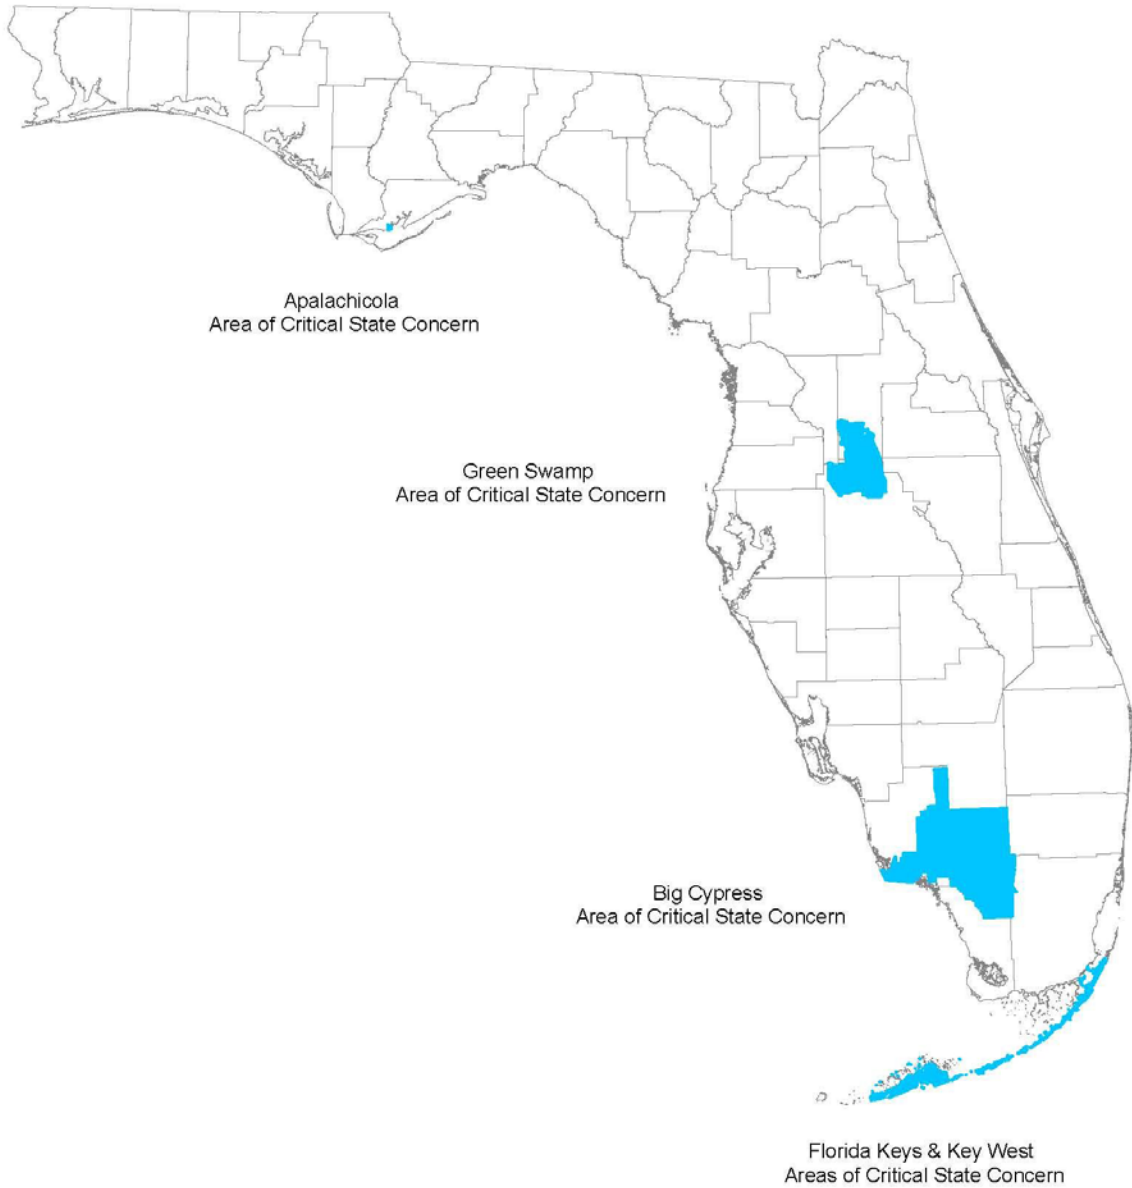 Apalachicola
Area of Critical State Concern
Green Swamp
Area of Critical State Concern
Big Cypress
Area of Critical State Concern
Florida Keys & Key West
Areas of Critical State Concern